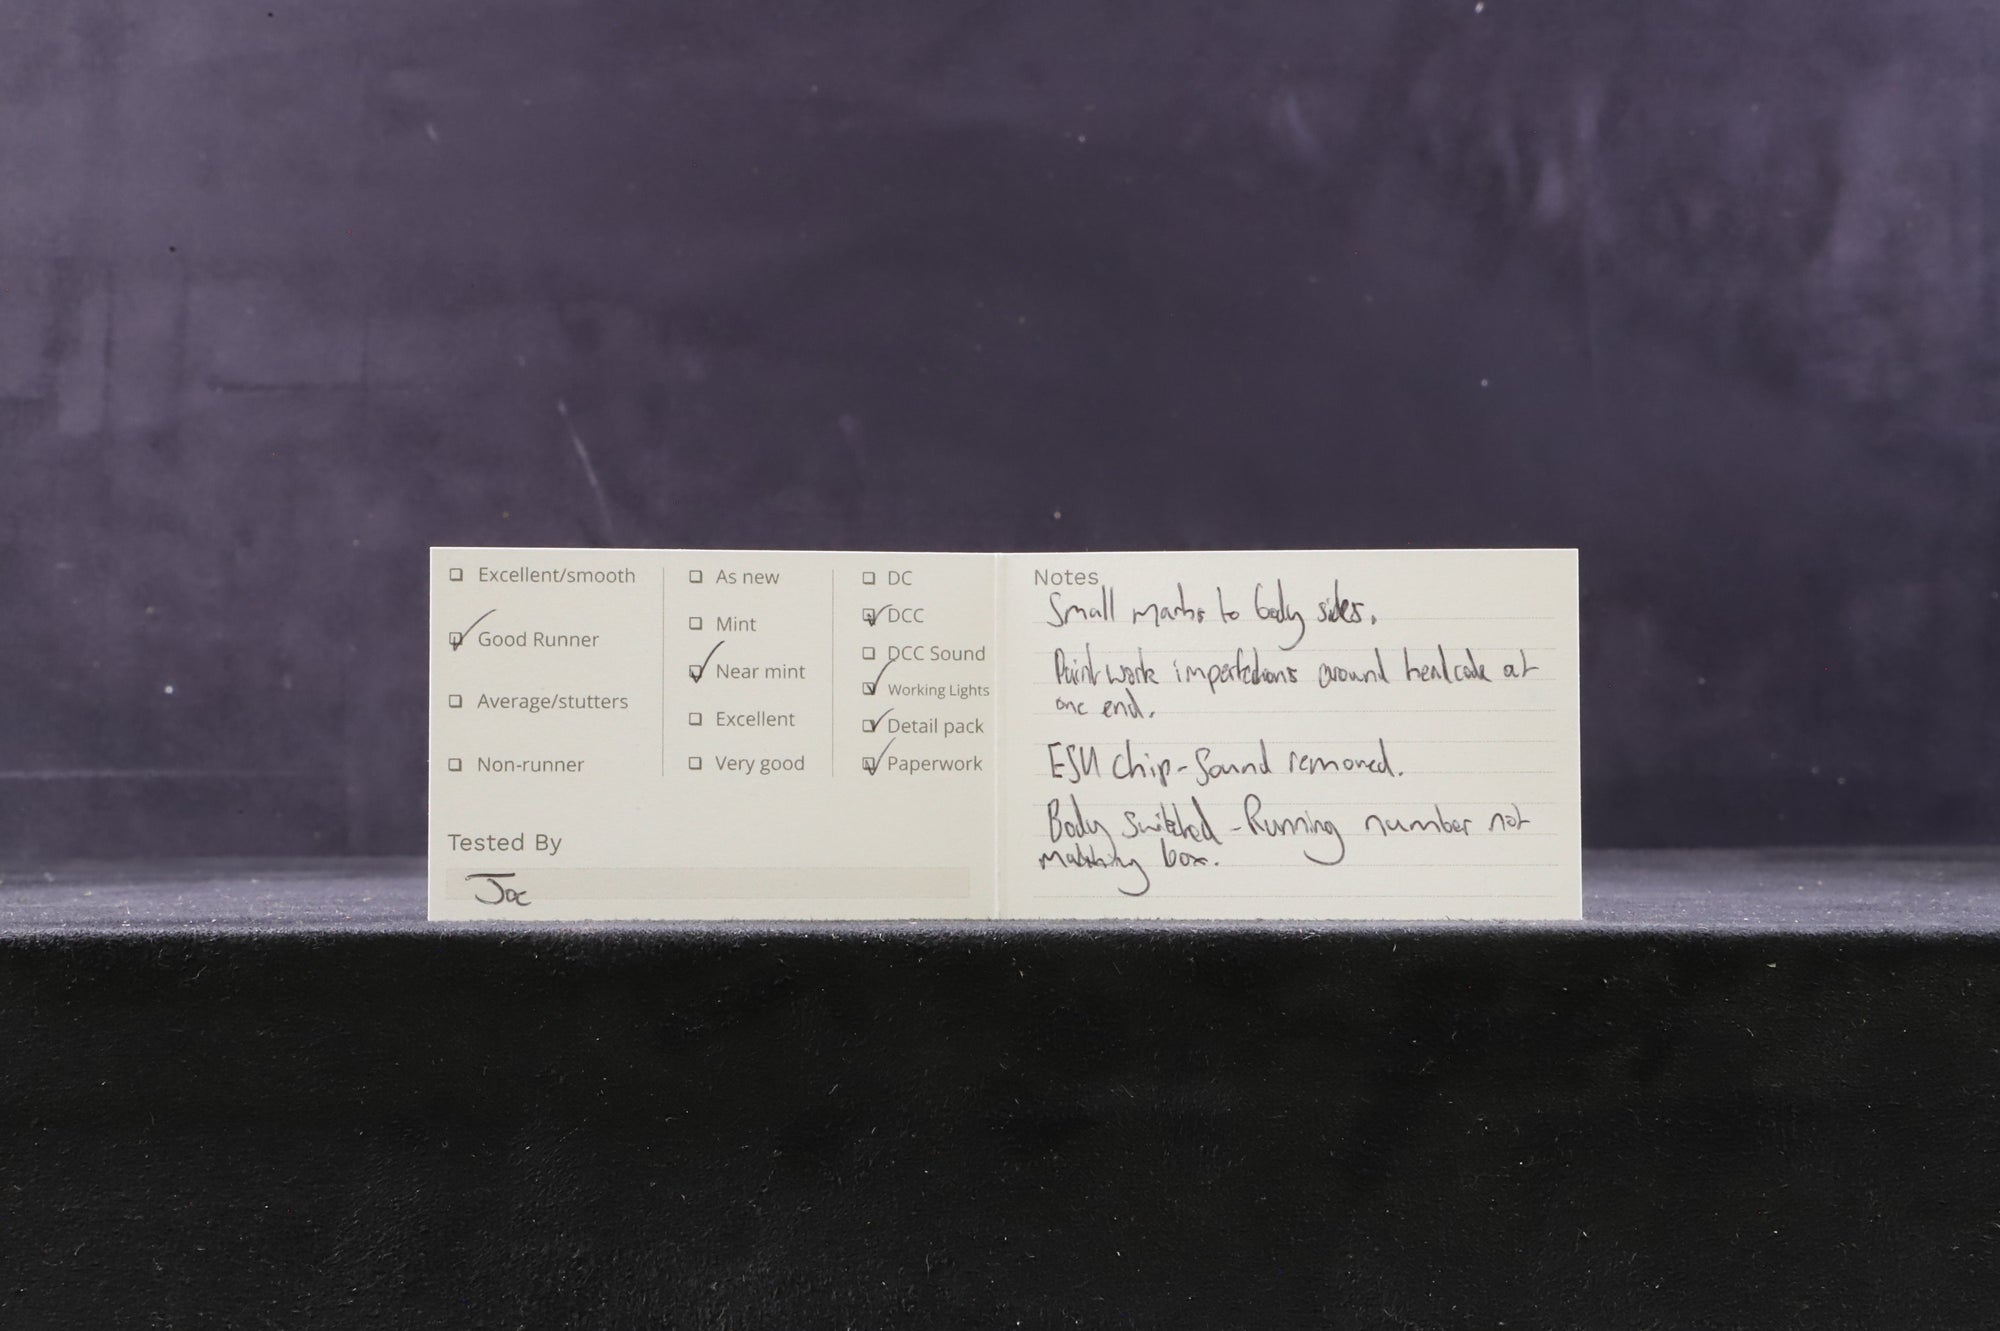 Excellent/smooth
Good Runner
Average/stutters
Non-runner
As new
Mint
Near mint
Excellent
Very good
DC
DCC
DCC Sound
Working Lights
Detail pack
Paperwork
Tested By
Joe
Notes
Small marks to body sides.
Paintwork imperfections around headcode at
one end.
ESU chip - Sound removed.
Body switched - Running number not
matching box.